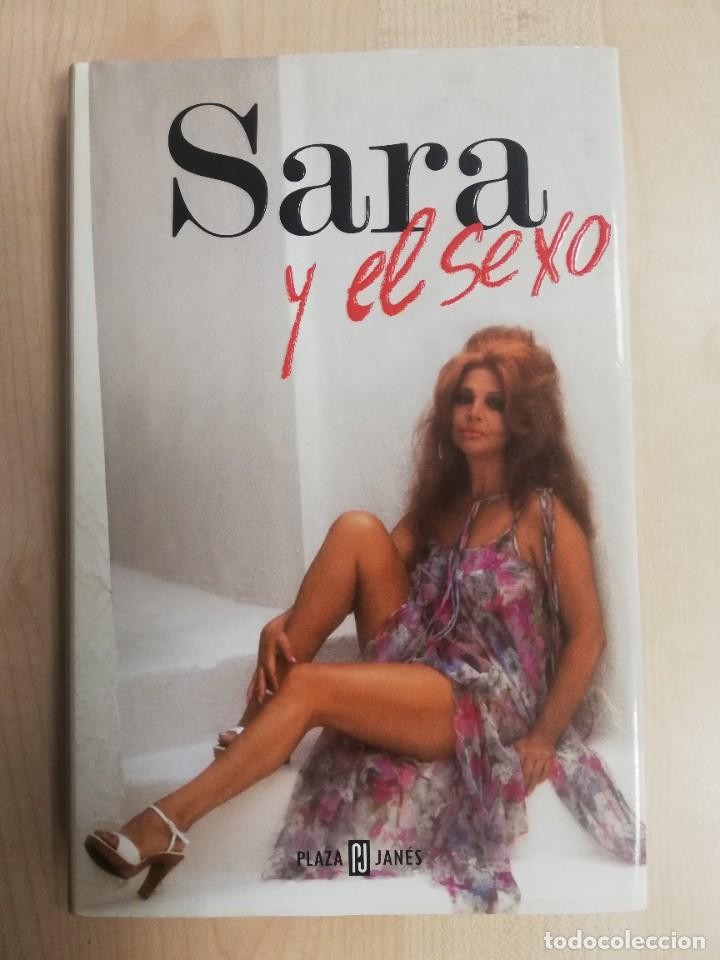 Sara
y el sexo
PLAZA JANÉS
todocoleccion